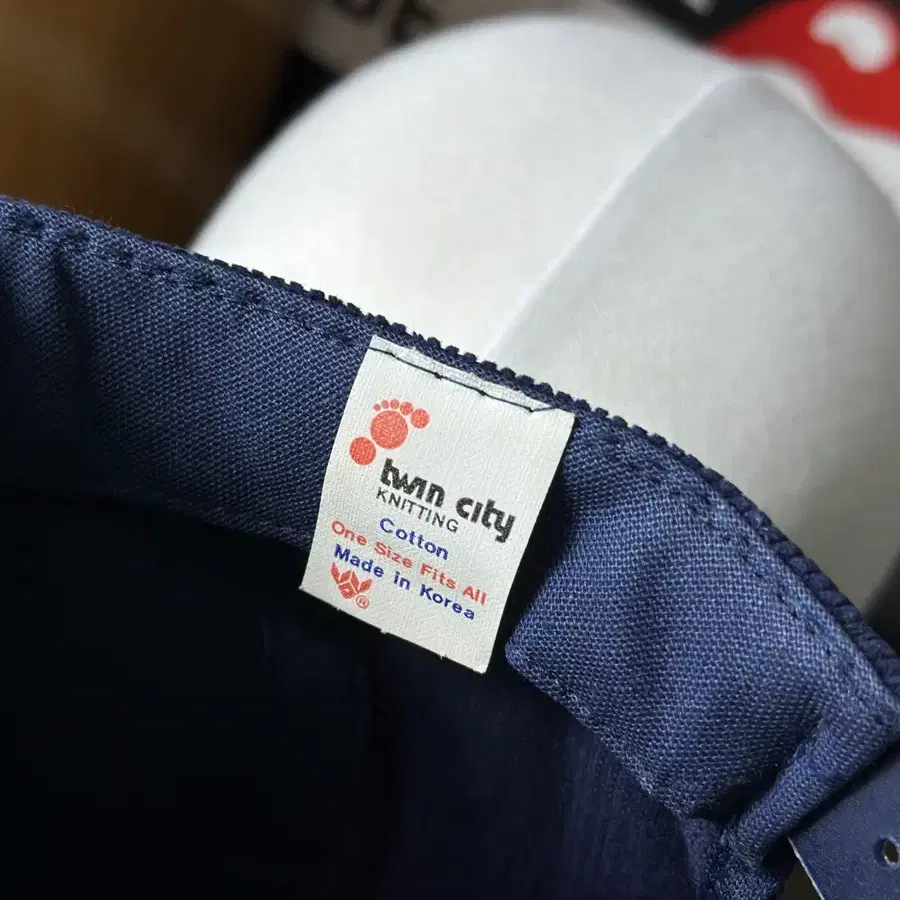 twin city
KNITTING
Cotton
One Size Fits All
Made in Korea
®